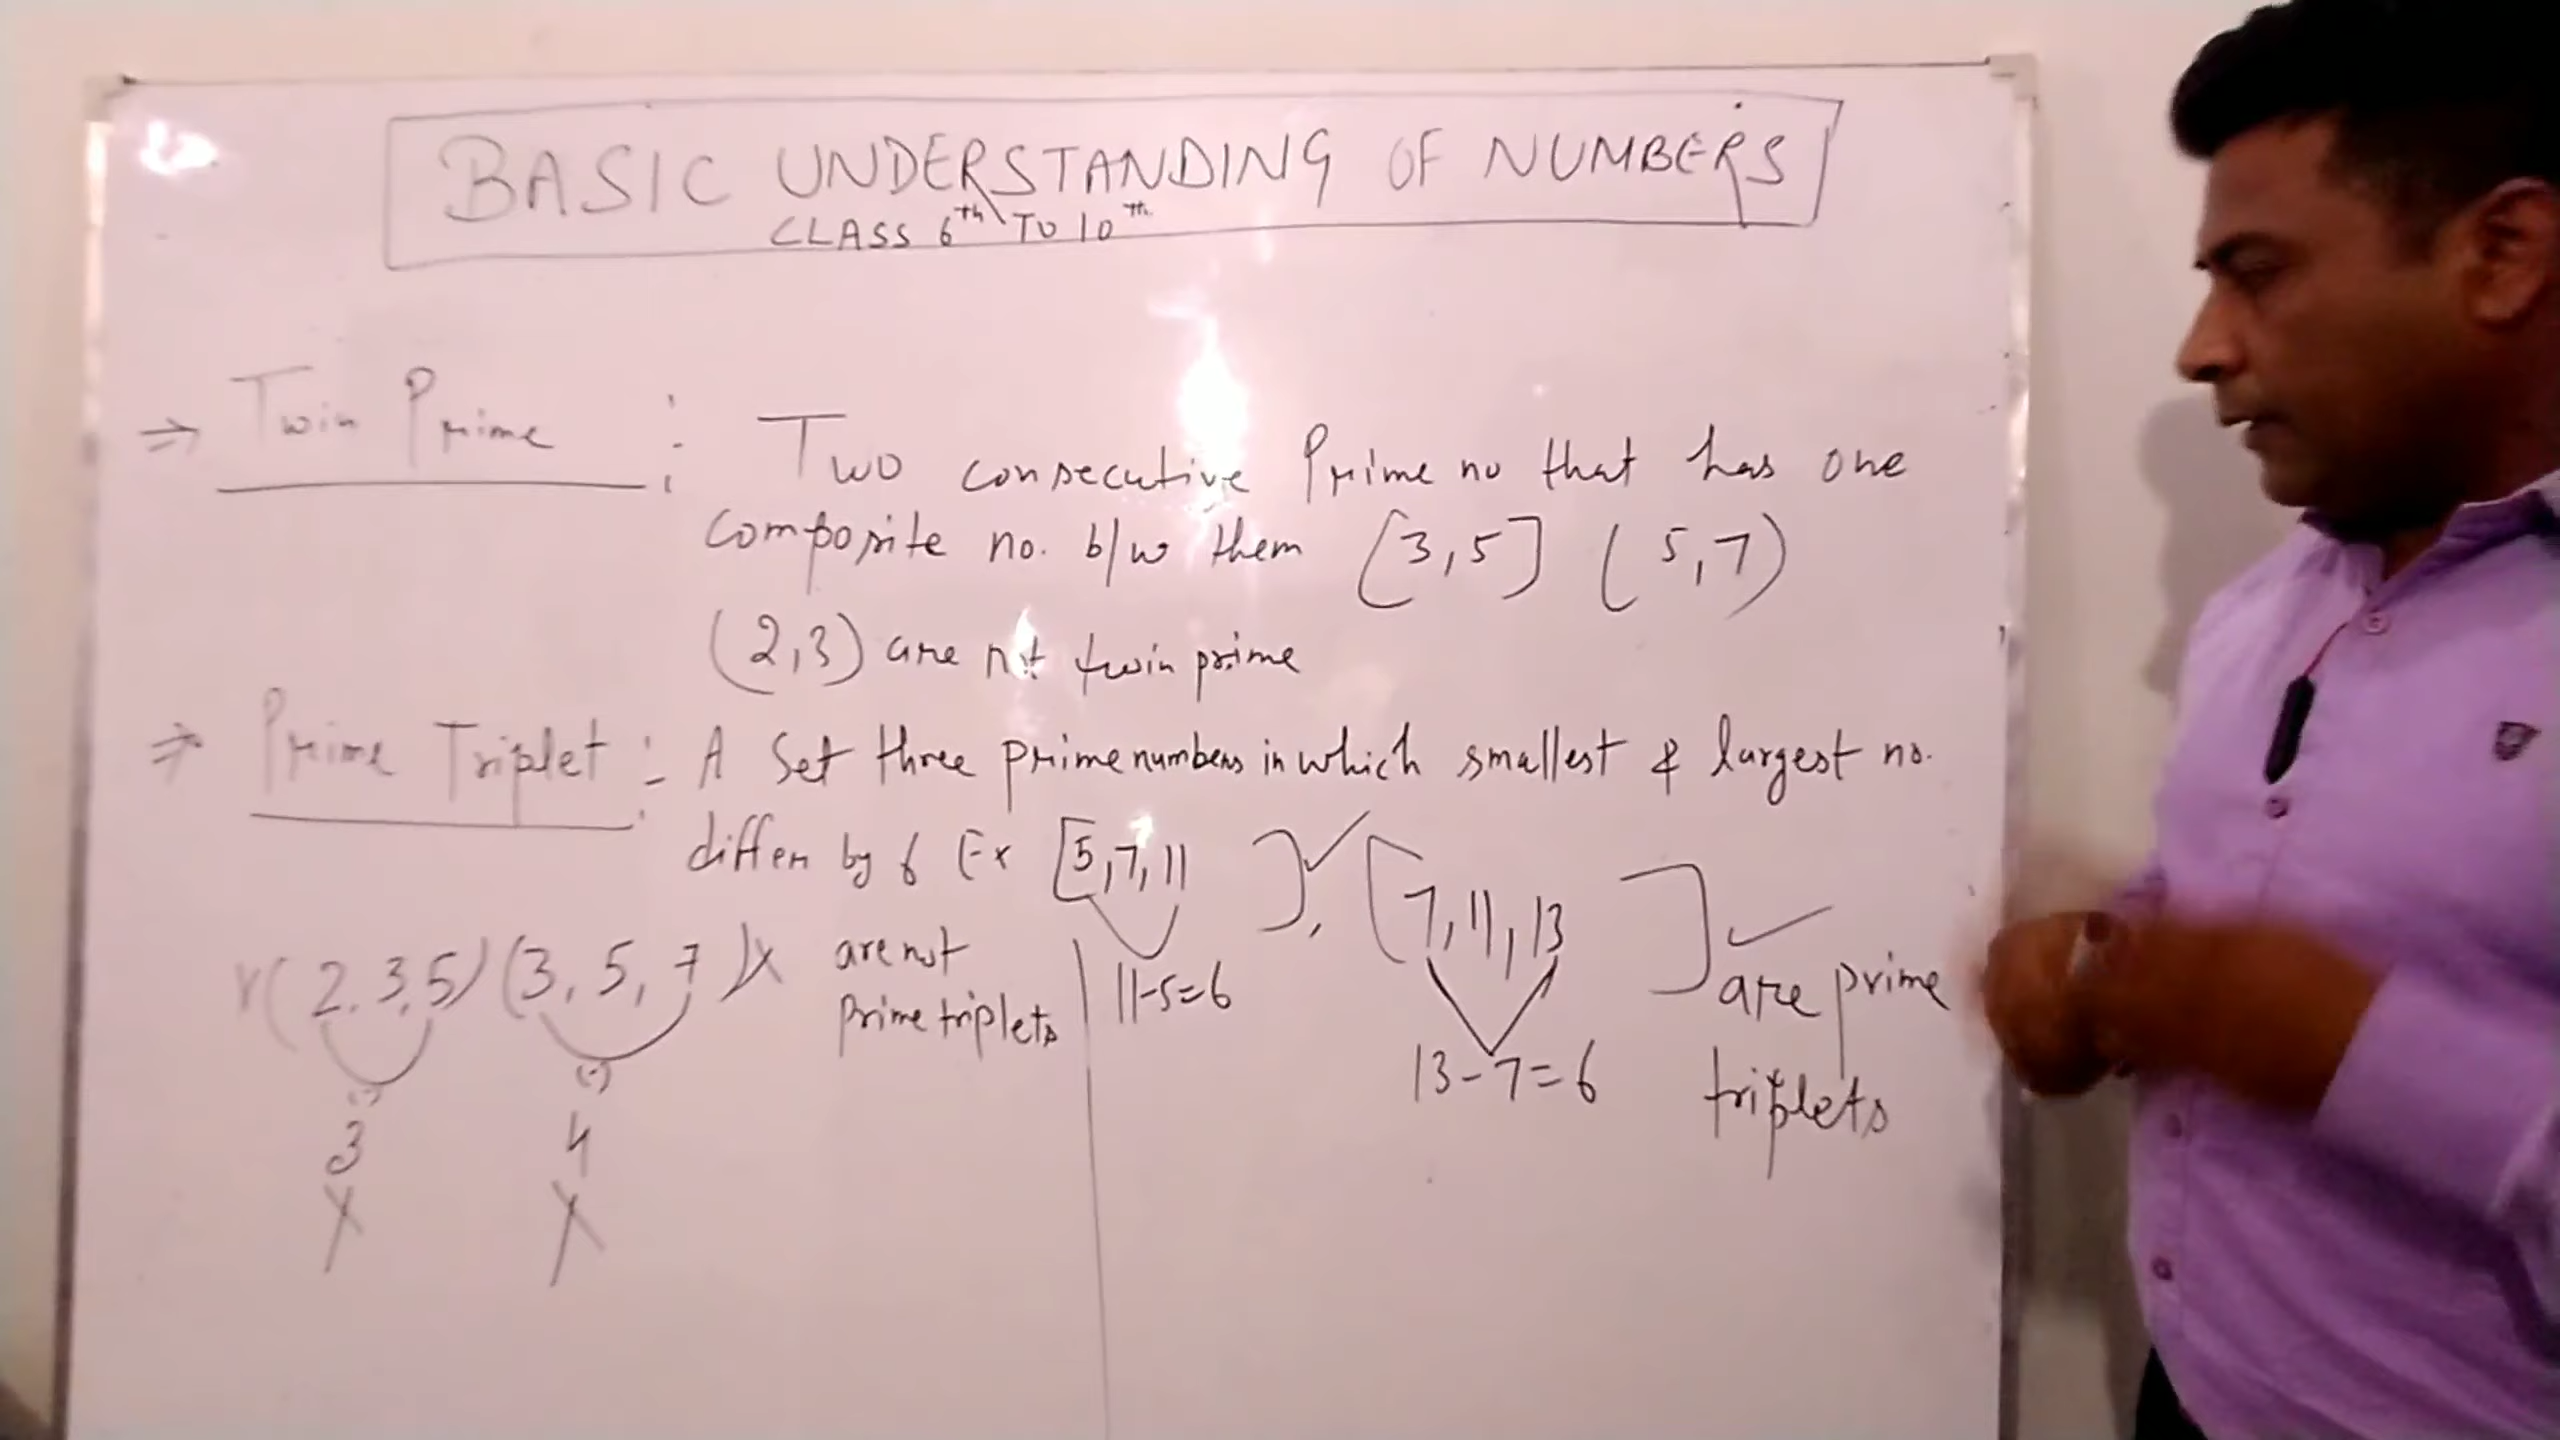 BASIC UNDERSTANDING OF NUMBERS
CLASS 6th TO 10th
⇒ Twin Prime : Two consecutive Prime no that has one
composite no. b/w them [3,5] (5,7)
(2,3) are not twin prime
⇒ Prime Triplet :- A Set three prime numbers in which smallest & largest no.
differ by 6 Ex [5,7,11] ✓, [7,11,13] ✓
X(2,3,5) (3,5,7)X are not
prime triplets
11-5=6
are prime
triplets
13-7=6
(-) (-)
3 4
X X